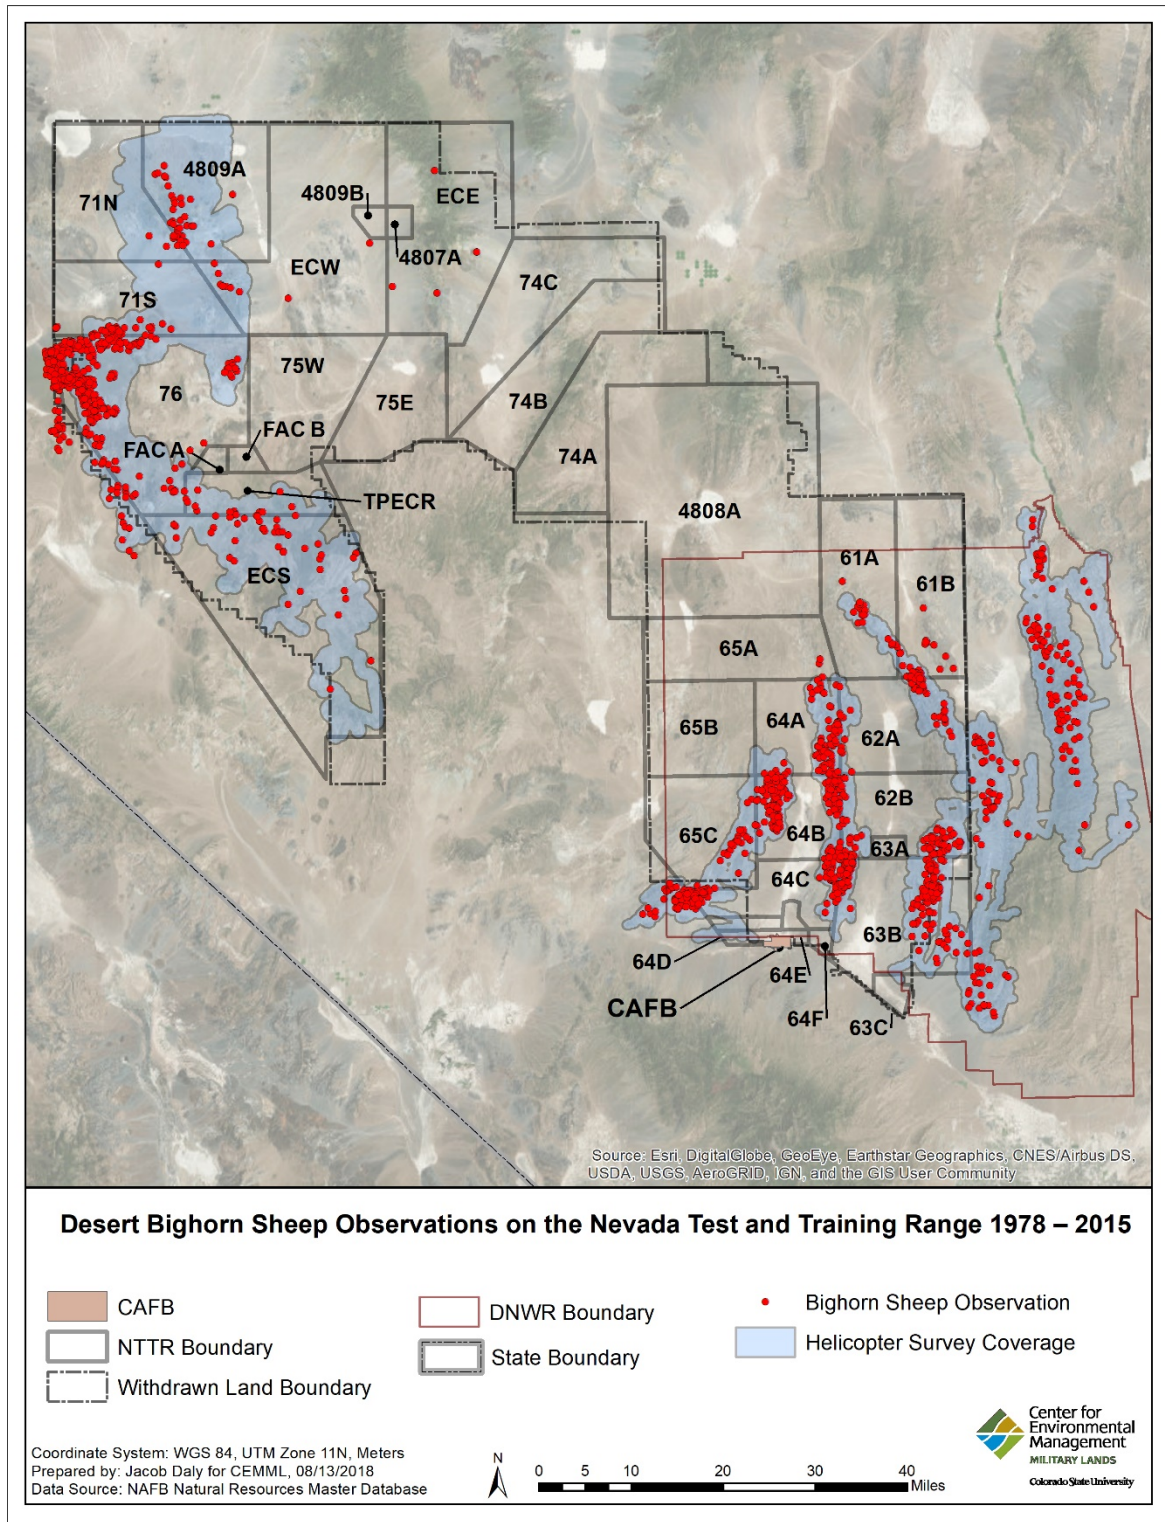 4809A
71N
4809B
ECE
4807A
ECW
74C
71S
75W
76
75E
74B
FAC B
FAC A
74A
TPECR
4808A
61A
61B
ECS
65A
64A
65B
62A
62B
65C
64B
63A
64C
63B
64D
64E
CAFB
64F
63C
Source: Esri, DigitalGlobe, GeoEye, Earthstar Geographics, CNES/Airbus DS,
USDA, USGS, AeroGRID, IGN, and the GIS User Community
Desert Bighorn Sheep Observations on the Nevada Test and Training Range 1978 – 2015
CAFB
NTTR Boundary
Withdrawn Land Boundary
DNWR Boundary
State Boundary
Bighorn Sheep Observation
Helicopter Survey Coverage
Coordinate System: WGS 84, UTM Zone 11N, Meters
Prepared by: Jacob Daly for CEMML, 08/13/2018
Data Source: NAFB Natural Resources Master Database
N
0 5 10 20 30 40
Miles
Center for
Environmental
Management
MILITARY LANDS
Colorado State University